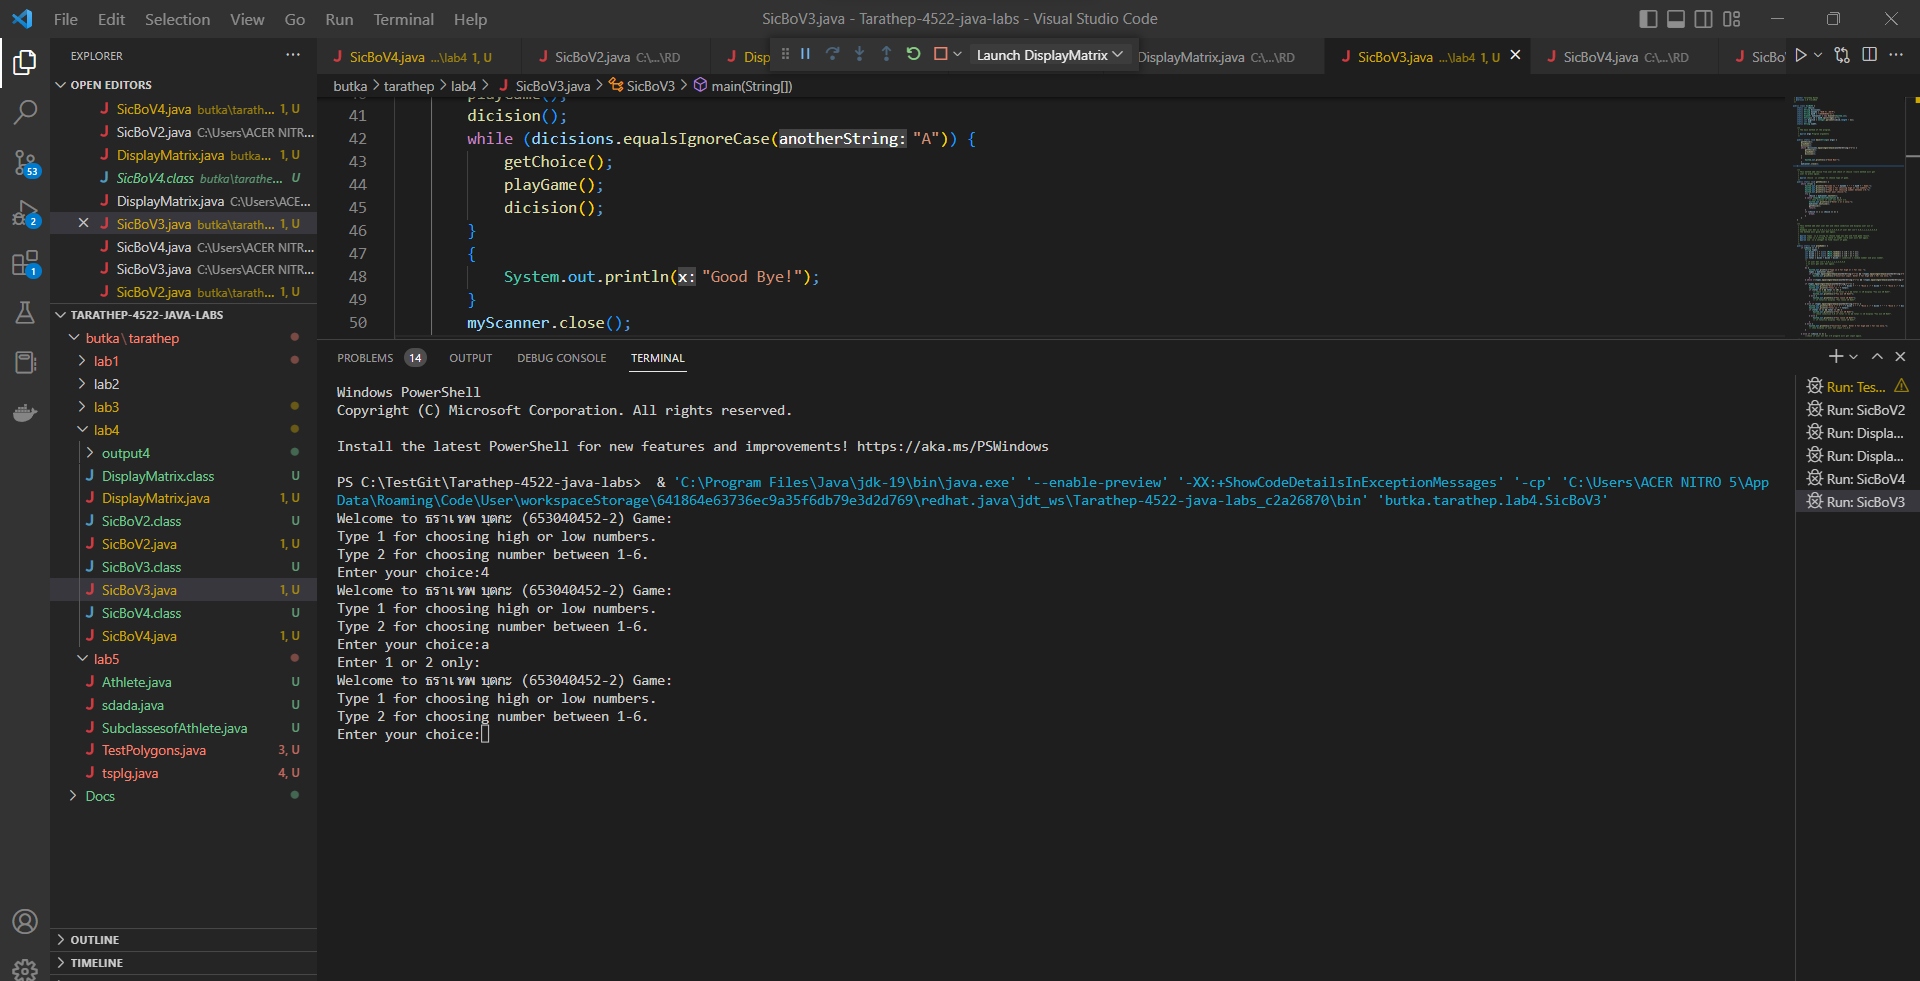 File Edit Selection View Go Run Terminal Help
SicBoV3.java - Tarathep-4522-java-labs - Visual Studio Code
EXPLORER
OPEN EDITORS
SicBoV4.java butka\tarath... 1, U
SicBoV2.java C:\Users\ACER NITR...
DisplayMatrix.java butka... 1, U
SicBoV4.class butka\tarathe... U
DisplayMatrix.java C:\Users\ACE...
SicBoV3.java butka\tarath... 1, U
SicBoV4.java C:\Users\ACER NITR...
SicBoV3.java C:\Users\ACER NITR...
SicBoV2.java butka\tarath... 1, U
53
2
1
TARATHEP-4522-JAVA-LABS
butka\tarathep
lab1
lab2
lab3
lab4
output4
DisplayMatrix.class U
DisplayMatrix.java 1, U
SicBoV2.class U
SicBoV2.java 1, U
SicBoV3.class U
SicBoV3.java 1, U
SicBoV4.class U
SicBoV4.java 1, U
lab5
Athlete.java U
sdada.java U
SubclassesofAthlete.java U
TestPolygons.java 3, U
tsplg.java 4, U
Docs
OUTLINE
TIMELINE
SicBoV4.java ...\lab4 1, U
SicBoV2.java C:\...\RD
Disp
Launch DisplayMatrix
DisplayMatrix.java C:\...\RD
SicBoV3.java ...\lab4 1, U
SicBoV4.java C:\...\RD
SicBo
butka > tarathep > lab4 > SicBoV3.java > SicBoV3 > main(String[])
41 dicision();
42 while (dicisions.equalsIgnoreCase(anotherString: "A")) {
43 getChoice();
44 playGame();
45 dicision();
46 }
47 {
48 System.out.println(x: "Good Bye!");
49 }
50 myScanner.close();
PROBLEMS 14 OUTPUT DEBUG CONSOLE TERMINAL
Windows PowerShell
Copyright (C) Microsoft Corporation. All rights reserved.
Install the latest PowerShell for new features and improvements! https://aka.ms/PSWindows
PS C:\TestGit\Tarathep-4522-java-labs> & 'C:\Program Files\Java\jdk-19\bin\java.exe' '--enable-preview' '-XX:+ShowCodeDetailsInExceptionMessages' '-cp' 'C:\Users\ACER NITRO 5\App
Data\Roaming\Code\User\workspaceStorage\641864e63736ec9a35f6db79e3d2d769\redhat.java\jdt_ws\Tarathep-4522-java-labs_c2a26870\bin' 'butka.tarathep.lab4.SicBoV3'
Welcome to ธราเทพ บุตกะ (653040452-2) Game:
Type 1 for choosing high or low numbers.
Type 2 for choosing number between 1-6.
Enter your choice:4
Welcome to ธราเทพ บุตกะ (653040452-2) Game:
Type 1 for choosing high or low numbers.
Type 2 for choosing number between 1-6.
Enter your choice:a
Enter 1 or 2 only:
Welcome to ธราเทพ บุตกะ (653040452-2) Game:
Type 1 for choosing high or low numbers.
Type 2 for choosing number between 1-6.
Enter your choice:
Run: Tes...
Run: SicBoV2
Run: Displa...
Run: Displa...
Run: SicBoV4
Run: SicBoV3